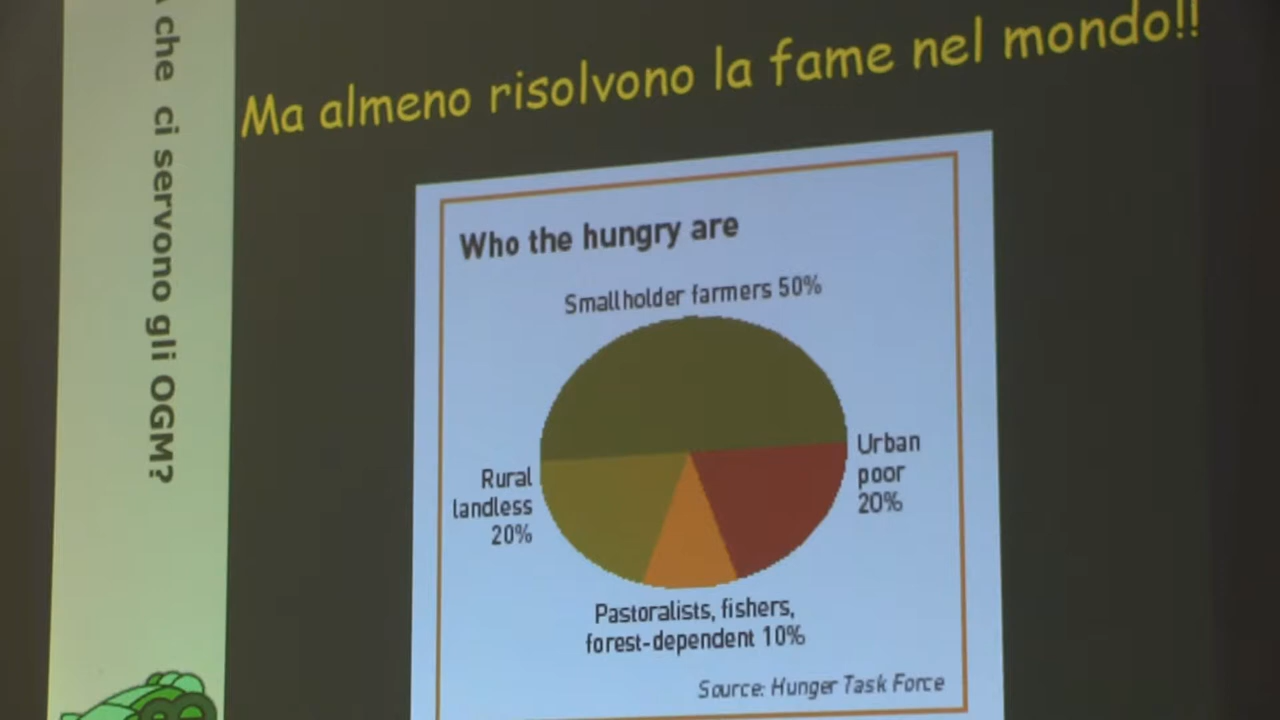 che ci servono gli OGM?
Ma almeno risolvono la fame nel mondo!!
Who the hungry are
Smallholder farmers 50%
Urban
poor
20%
Rural
landless
20%
Pastoralists, fishers,
forest-dependent 10%
Source: Hunger Task Force